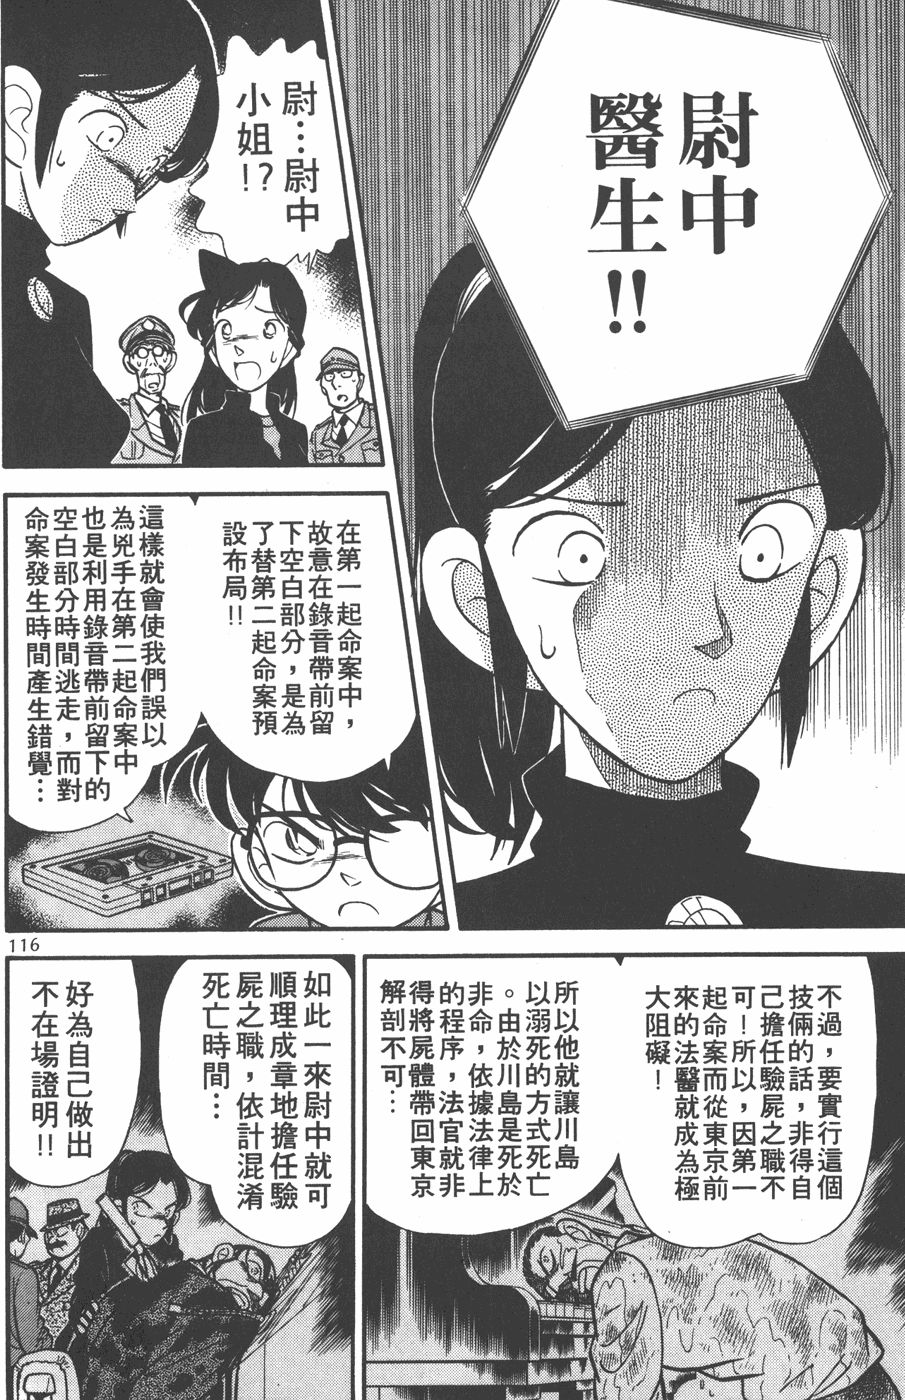 尉中
醫生!!
尉…尉中
小姐!?
在第一起命案中，
故意在錄音帶前留
下空白部分，是為
了替第二起命案預
設布局!!
這樣就會使我們誤以
為兇手在第二起命案中
也是利用錄音帶前留下的
空白部分時間逃走，而對
命案發生時間產生錯覺…
116
不過，要實行這個
技倆的話，非得自
己擔任驗屍之職不
可！所以，因第一
起命案而從東京前
來的法醫就成為極
大阻礙！
所以他就讓川島
以溺死的方式死亡
。由於川島是死於
非命，依據法律上
的程序，法官就非
得將屍體帶回東京
解剖不可…
如此一來尉中就可
順理成章地擔任驗
屍之職，依計混淆
死亡時間…
好為自己做出
不在場證明!!